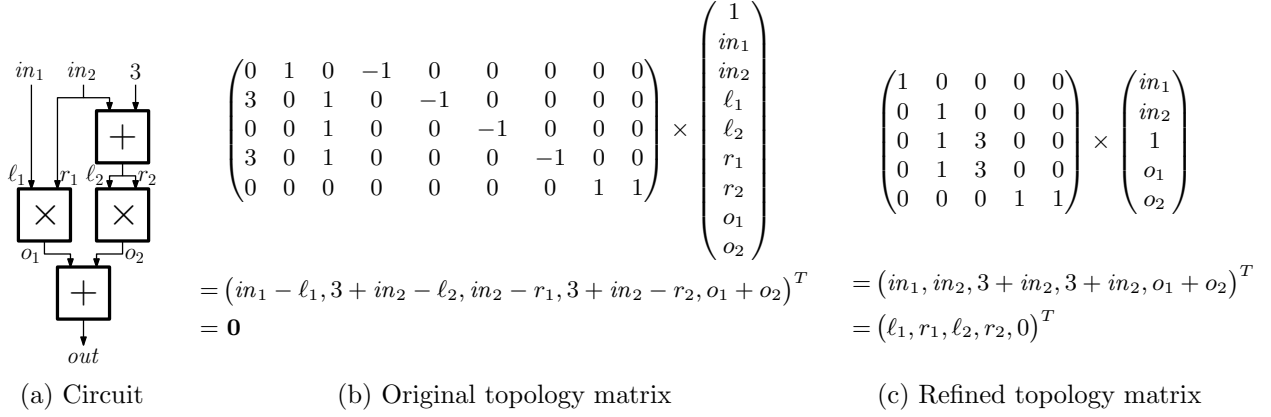 in₁ in₂ 3
+
ℓ₁ r₁ ℓ₂ r₂
× ×
o₁ o₂
+
out
(a) Circuit
0 1 0 −1 0 0 0 0 0
3 0 1 0 −1 0 0 0 0
0 0 1 0 0 −1 0 0 0
3 0 1 0 0 0 −1 0 0
0 0 0 0 0 0 0 1 1
×
1
in₁
in₂
ℓ₁
ℓ₂
r₁
r₂
o₁
o₂
= (in₁ − ℓ₁, 3 + in₂ − ℓ₂, in₂ − r₁, 3 + in₂ − r₂, o₁ + o₂)ᵀ
= 0
(b) Original topology matrix
1 0 0 0 0
0 1 0 0 0
0 1 3 0 0
0 1 3 0 0
0 0 0 1 1
×
in₁
in₂
1
o₁
o₂
= (in₁, in₂, 3 + in₂, 3 + in₂, o₁ + o₂)ᵀ
= (ℓ₁, r₁, ℓ₂, r₂, 0)ᵀ
(c) Refined topology matrix